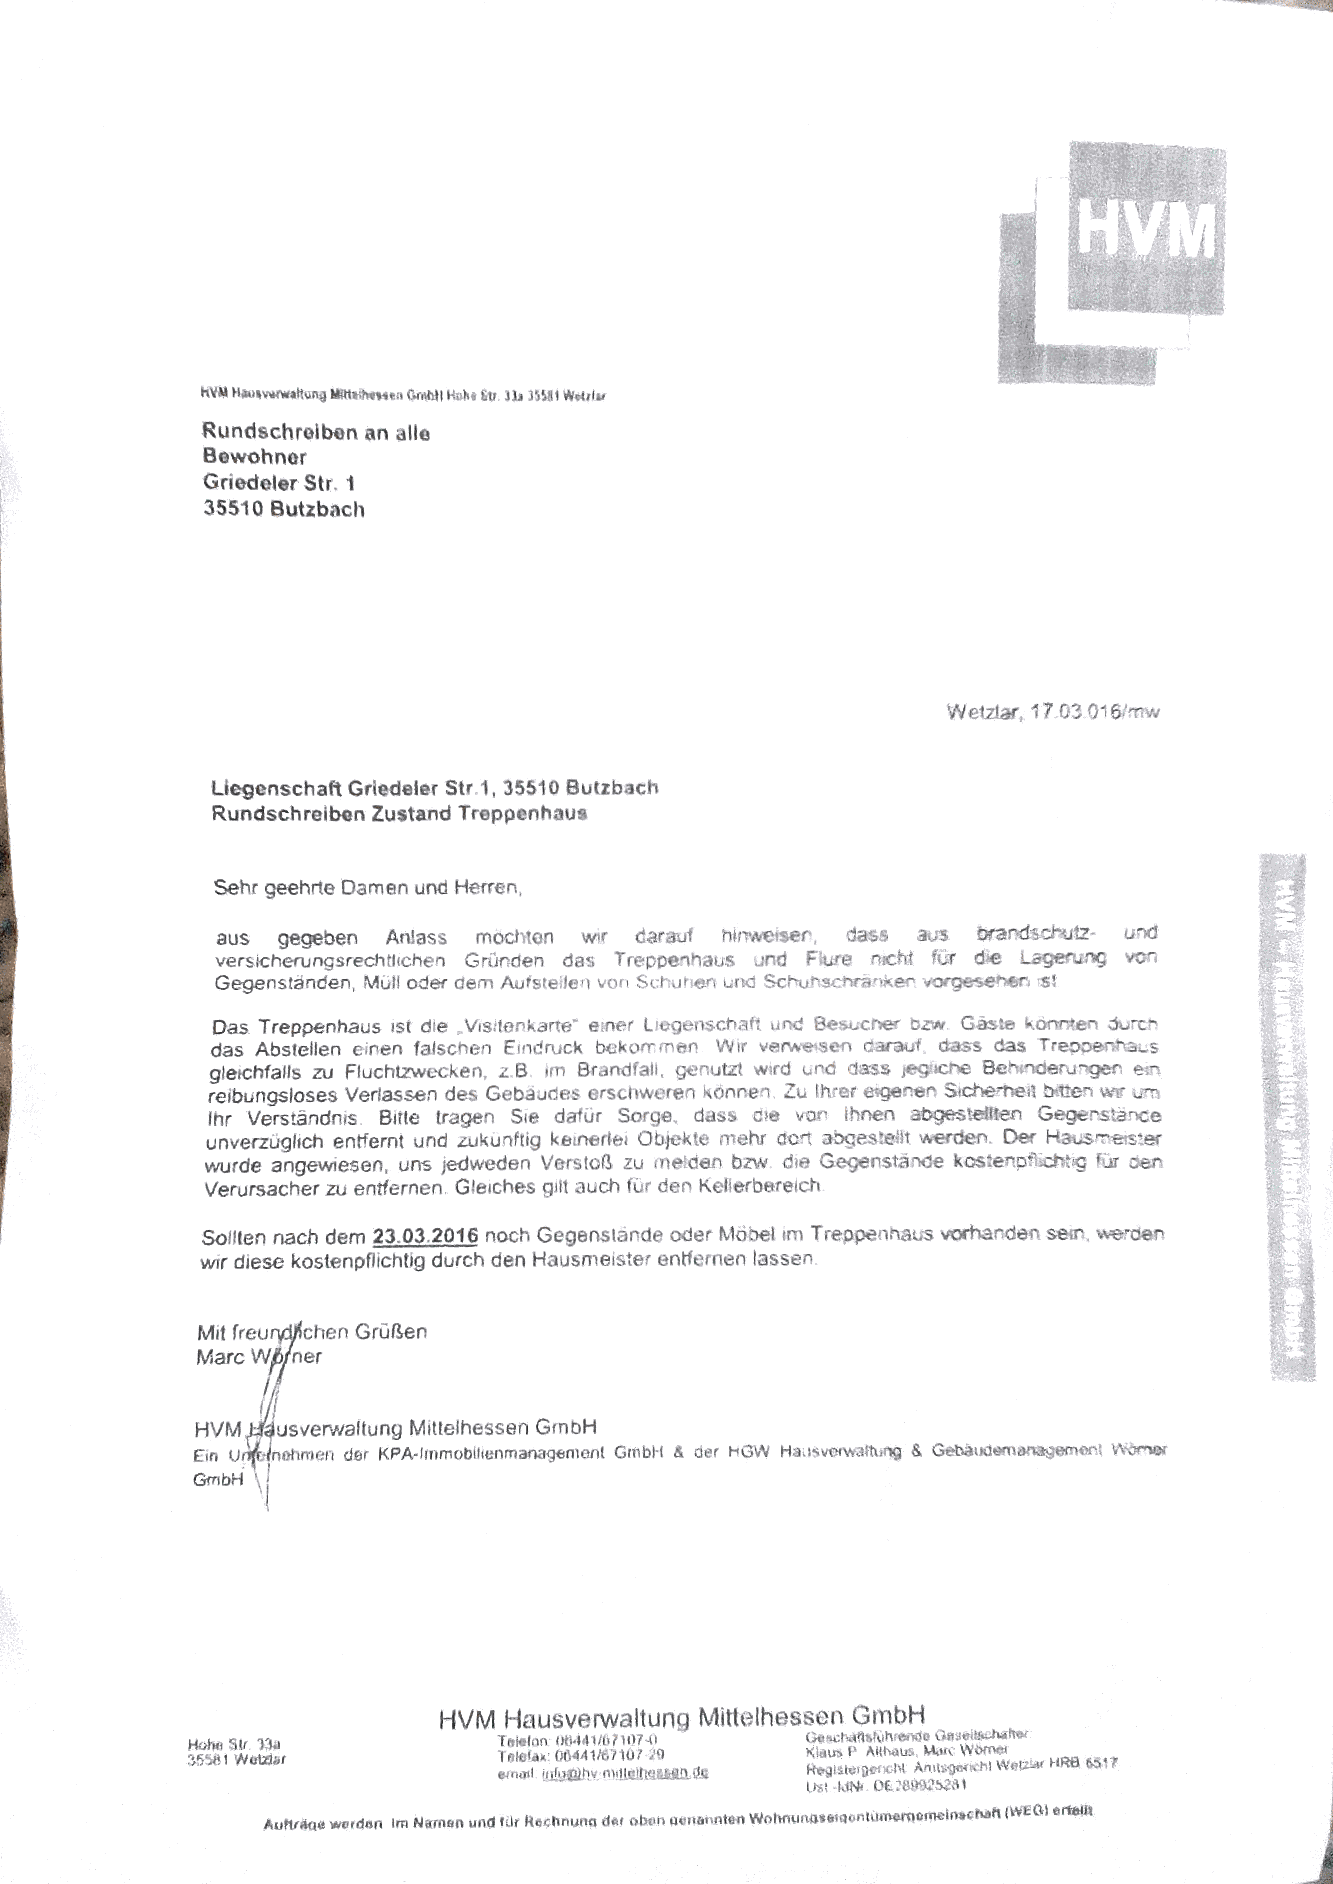 HVM
HVM Hausverwaltung Mittelhessen GmbH Hohe Str. 33a 35581 Wetzlar
Rundschreiben an alle
Bewohner
Griedeler Str. 1
35510 Butzbach
Wetzlar, 17.03.016/mw
Liegenschaft Griedeler Str.1, 35510 Butzbach
Rundschreiben Zustand Treppenhaus
Sehr geehrte Damen und Herren,
aus gegeben Anlass möchten wir darauf hinweisen, dass aus brandschutz- und
versicherungsrechtlichen Gründen das Treppenhaus und Flure nicht für die Lagerung von
Gegenständen, Müll oder dem Aufstellen von Schuhen und Schuhschränken vorgesehen ist
Das Treppenhaus ist die „Visitenkarte“ einer Liegenschaft und Besucher bzw. Gäste könnten durch
das Abstellen einen falschen Eindruck bekommen. Wir verweisen darauf, dass das Treppenhaus
gleichfalls zu Fluchtzwecken, z.B. im Brandfall, genutzt wird und dass jegliche Behinderungen ein
reibungsloses Verlassen des Gebäudes erschweren können. Zu Ihrer eigenen Sicherheit bitten wir um
Ihr Verständnis. Bitte tragen Sie dafür Sorge, dass die von Ihnen abgestellten Gegenstände
unverzüglich entfernt und zukünftig keinerlei Objekte mehr dort abgestellt werden. Der Hausmeister
wurde angewiesen, uns jedweden Verstoß zu melden bzw. die Gegenstände kostenpflichtig für den
Verursacher zu entfernen. Gleiches gilt auch für den Kellerbereich.
Sollten nach dem 23.03.2016 noch Gegenstände oder Möbel im Treppenhaus vorhanden sein, werden
wir diese kostenpflichtig durch den Hausmeister entfernen lassen.
Mit freundlichen Grüßen
Marc Wörner
HVM Hausverwaltung Mittelhessen GmbH
Ein Unternehmen der KPA-Immobilienmanagement GmbH & der HGW Hausverwaltung & Gebäudemanagement Wörner
GmbH
HVM Hausverwaltung Mittelhessen GmbH
HVM Hausverwaltung Mittelhessen GmbH
Hohe Str. 33a
35581 Wetzlar
Telefon: 06441/67107-0
Telefax: 06441/67107-29
email: info@hv-mittelhessen.de
Geschäftsführende Gesellschafter
Klaus P. Althaus, Marc Wörner
Registergericht: Amtsgericht Wetzlar HRB 6517
Ust.-IdNr. DE289925281
Aufträge werden im Namen und für Rechnung der oben genannten Wohnungseigentümergemeinschaft (WEG) erteilt